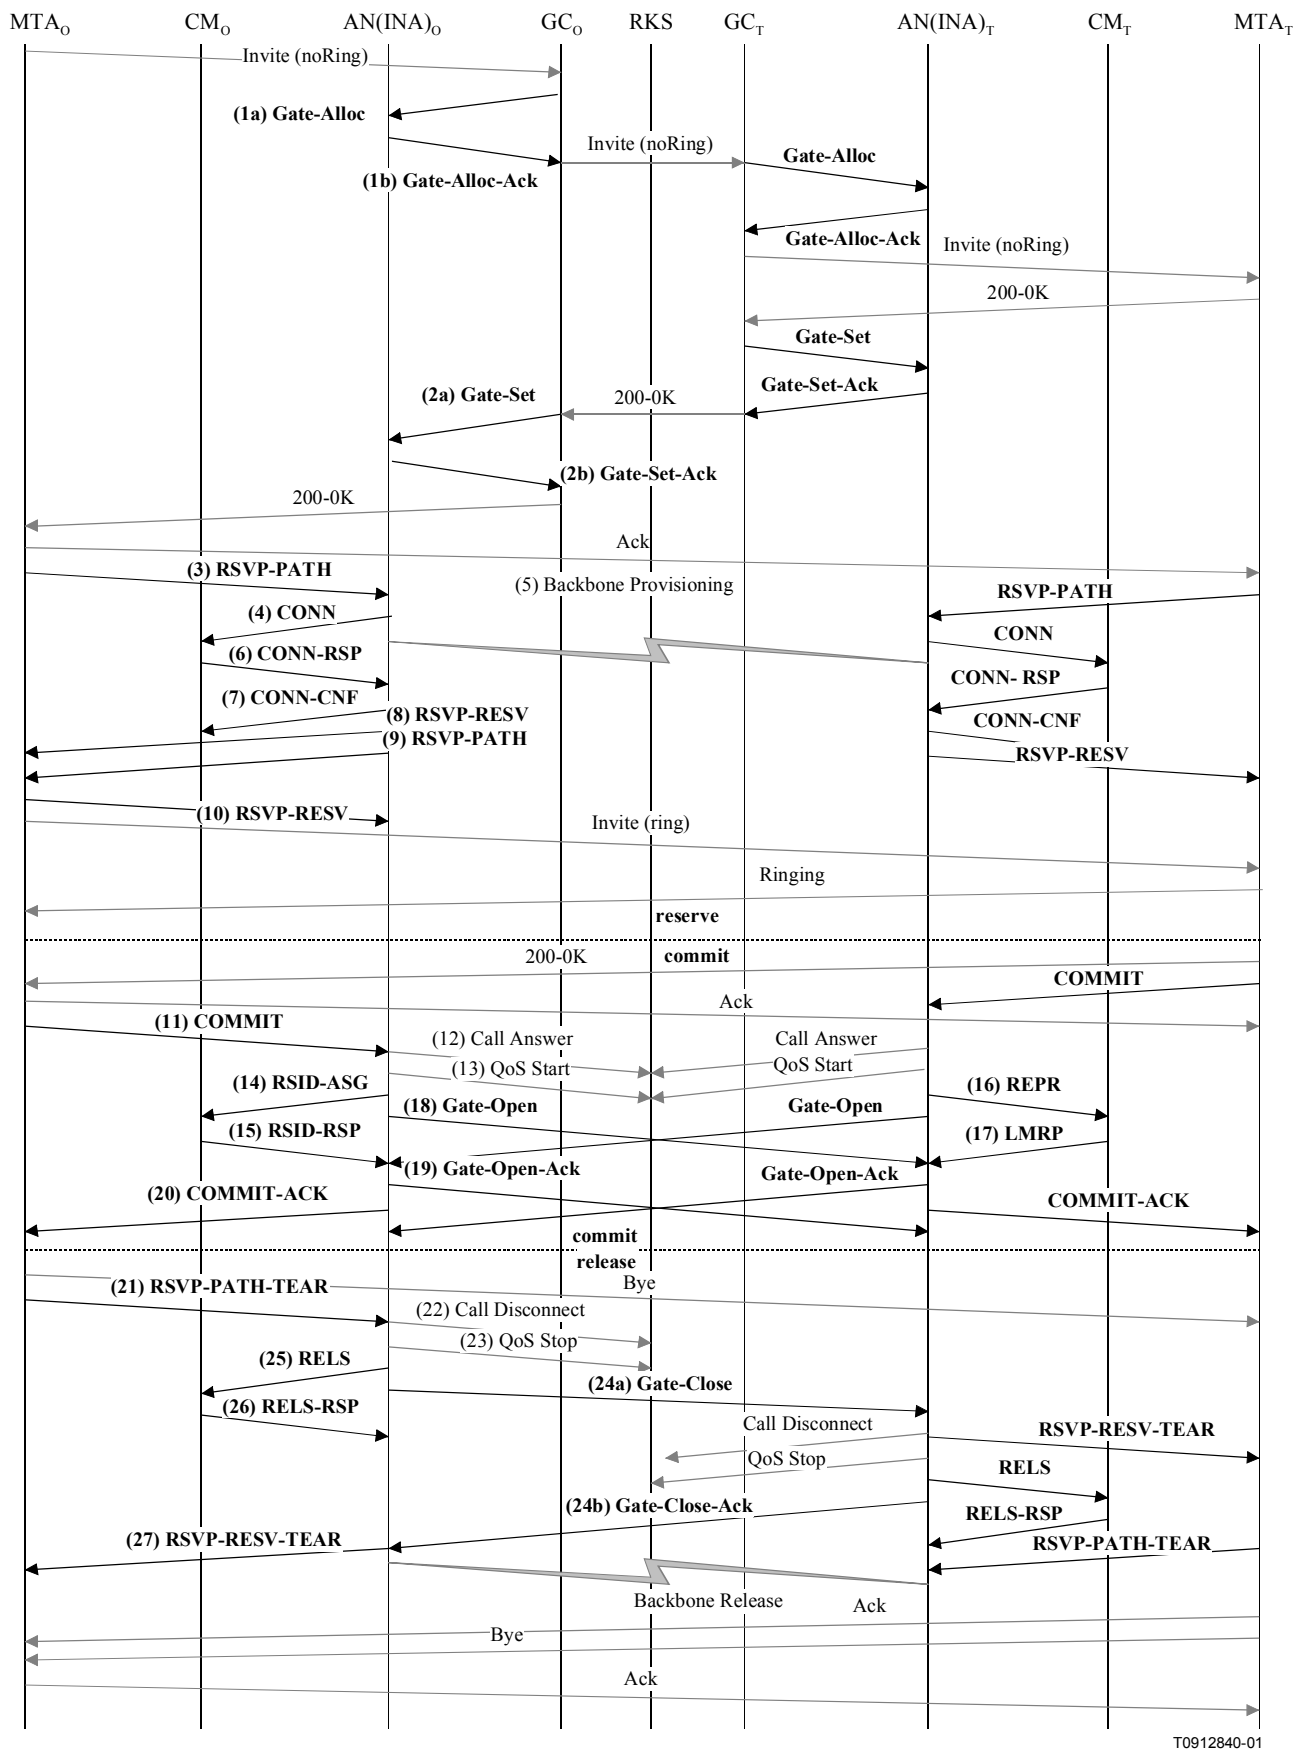 MTAO CMO AN(INA)O GCO RKS GCT AN(INA)T CMT MTAT
Invite (noRing)
(1a) Gate-Alloc
Invite (noRing)
Gate-Alloc
(1b) Gate-Alloc-Ack
Gate-Alloc-Ack
Invite (noRing)
200-0K
Gate-Set
Gate-Set-Ack
(2a) Gate-Set
200-0K
(2b) Gate-Set-Ack
200-0K
Ack
(3) RSVP-PATH
(5) Backbone Provisioning
RSVP-PATH
(4) CONN
CONN
(6) CONN-RSP
CONN- RSP
(7) CONN-CNF
(8) RSVP-RESV
CONN-CNF
(9) RSVP-PATH
RSVP-RESV
(10) RSVP-RESV
Invite (ring)
Ringing
reserve
200-0K
commit
COMMIT
Ack
(11) COMMIT
(12) Call Answer
Call Answer
(13) QoS Start
QoS Start
(14) RSID-ASG
(16) REPR
(18) Gate-Open
Gate-Open
(15) RSID-RSP
(17) LMRP
(19) Gate-Open-Ack
Gate-Open-Ack
(20) COMMIT-ACK
COMMIT-ACK
commit
release
(21) RSVP-PATH-TEAR
Bye
(22) Call Disconnect
(23) QoS Stop
(25) RELS
(24a) Gate-Close
(26) RELS-RSP
Call Disconnect
RSVP-RESV-TEAR
QoS Stop
RELS
(24b) Gate-Close-Ack
RELS-RSP
(27) RSVP-RESV-TEAR
RSVP-PATH-TEAR
Backbone Release
Ack
Bye
Ack
T0912840-01